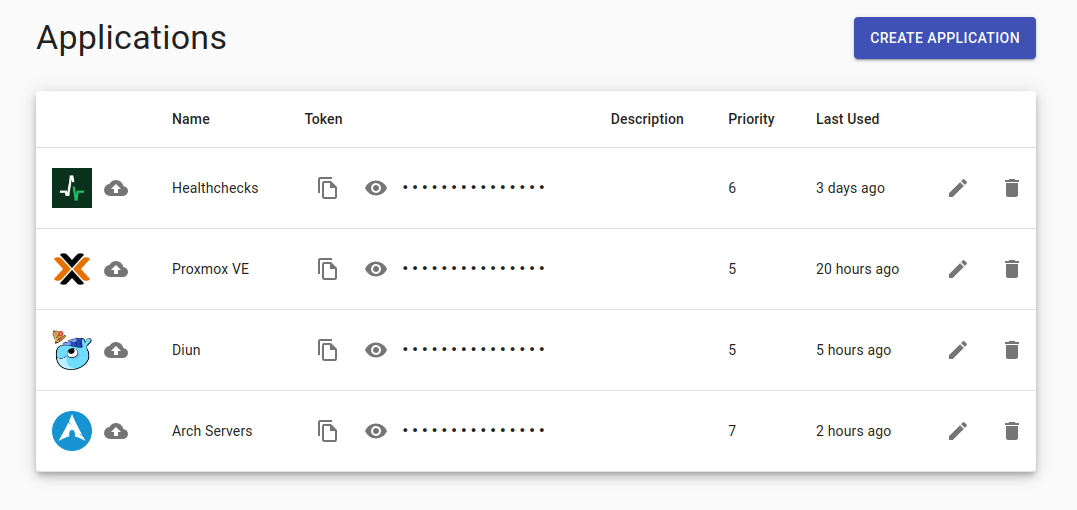 Applications
CREATE APPLICATION
Name Token Description Priority Last Used
Healthchecks ••••••••••••••• 6 3 days ago
Proxmox VE ••••••••••••••• 5 20 hours ago
Diun ••••••••••••••• 5 5 hours ago
Arch Servers ••••••••••••••• 7 2 hours ago